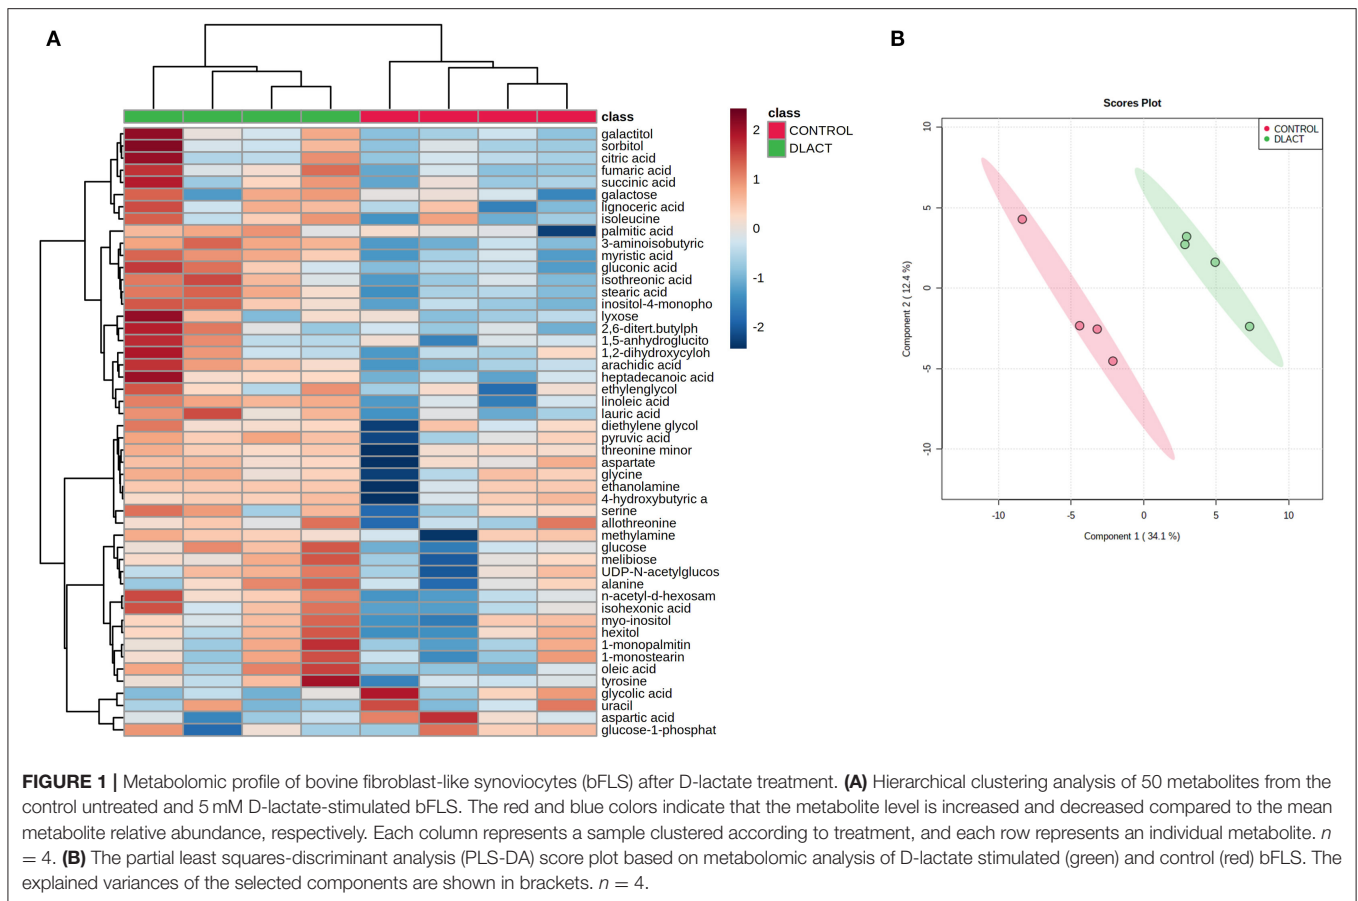 A
class
galactitol
sorbitol
citric acid
fumaric acid
succinic acid
galactose
lignoceric acid
isoleucine
palmitic acid
3-aminoisobutyric
myristic acid
gluconic acid
isothreonic acid
stearic acid
inositol-4-monopho
lyxose
2,6-ditert.butylph
1,5-anhydroglucito
1,2-dihydroxycyloh
arachidic acid
heptadecanoic acid
ethylenglycol
linoleic acid
lauric acid
diethylene glycol
pyruvic acid
threonine minor
aspartate
glycine
ethanolamine
4-hydroxybutyric a
serine
allothreonine
methylamine
glucose
melibiose
UDP-N-acetylglucos
alanine
n-acetyl-d-hexosam
isohexonic acid
myo-inositol
hexitol
1-monopalmitin
1-monostearin
oleic acid
tyrosine
glycolic acid
uracil
aspartic acid
glucose-1-phosphat
2
1
0
-1
-2
class
CONTROL
DLACT
B
Scores Plot
CONTROL
DLACT
Component 2 ( 12.4 %)
10
5
0
-5
-10
-10
-5
0
5
10
Component 1 ( 34.1 %)
FIGURE 1 | Metabolomic profile of bovine fibroblast-like synoviocytes (bFLS) after D-lactate treatment. (A) Hierarchical clustering analysis of 50 metabolites from the
control untreated and 5 mM D-lactate-stimulated bFLS. The red and blue colors indicate that the metabolite level is increased and decreased compared to the mean
metabolite relative abundance, respectively. Each column represents a sample clustered according to treatment, and each row represents an individual metabolite. n
= 4. (B) The partial least squares-discriminant analysis (PLS-DA) score plot based on metabolomic analysis of D-lactate stimulated (green) and control (red) bFLS. The
explained variances of the selected components are shown in brackets. n = 4.